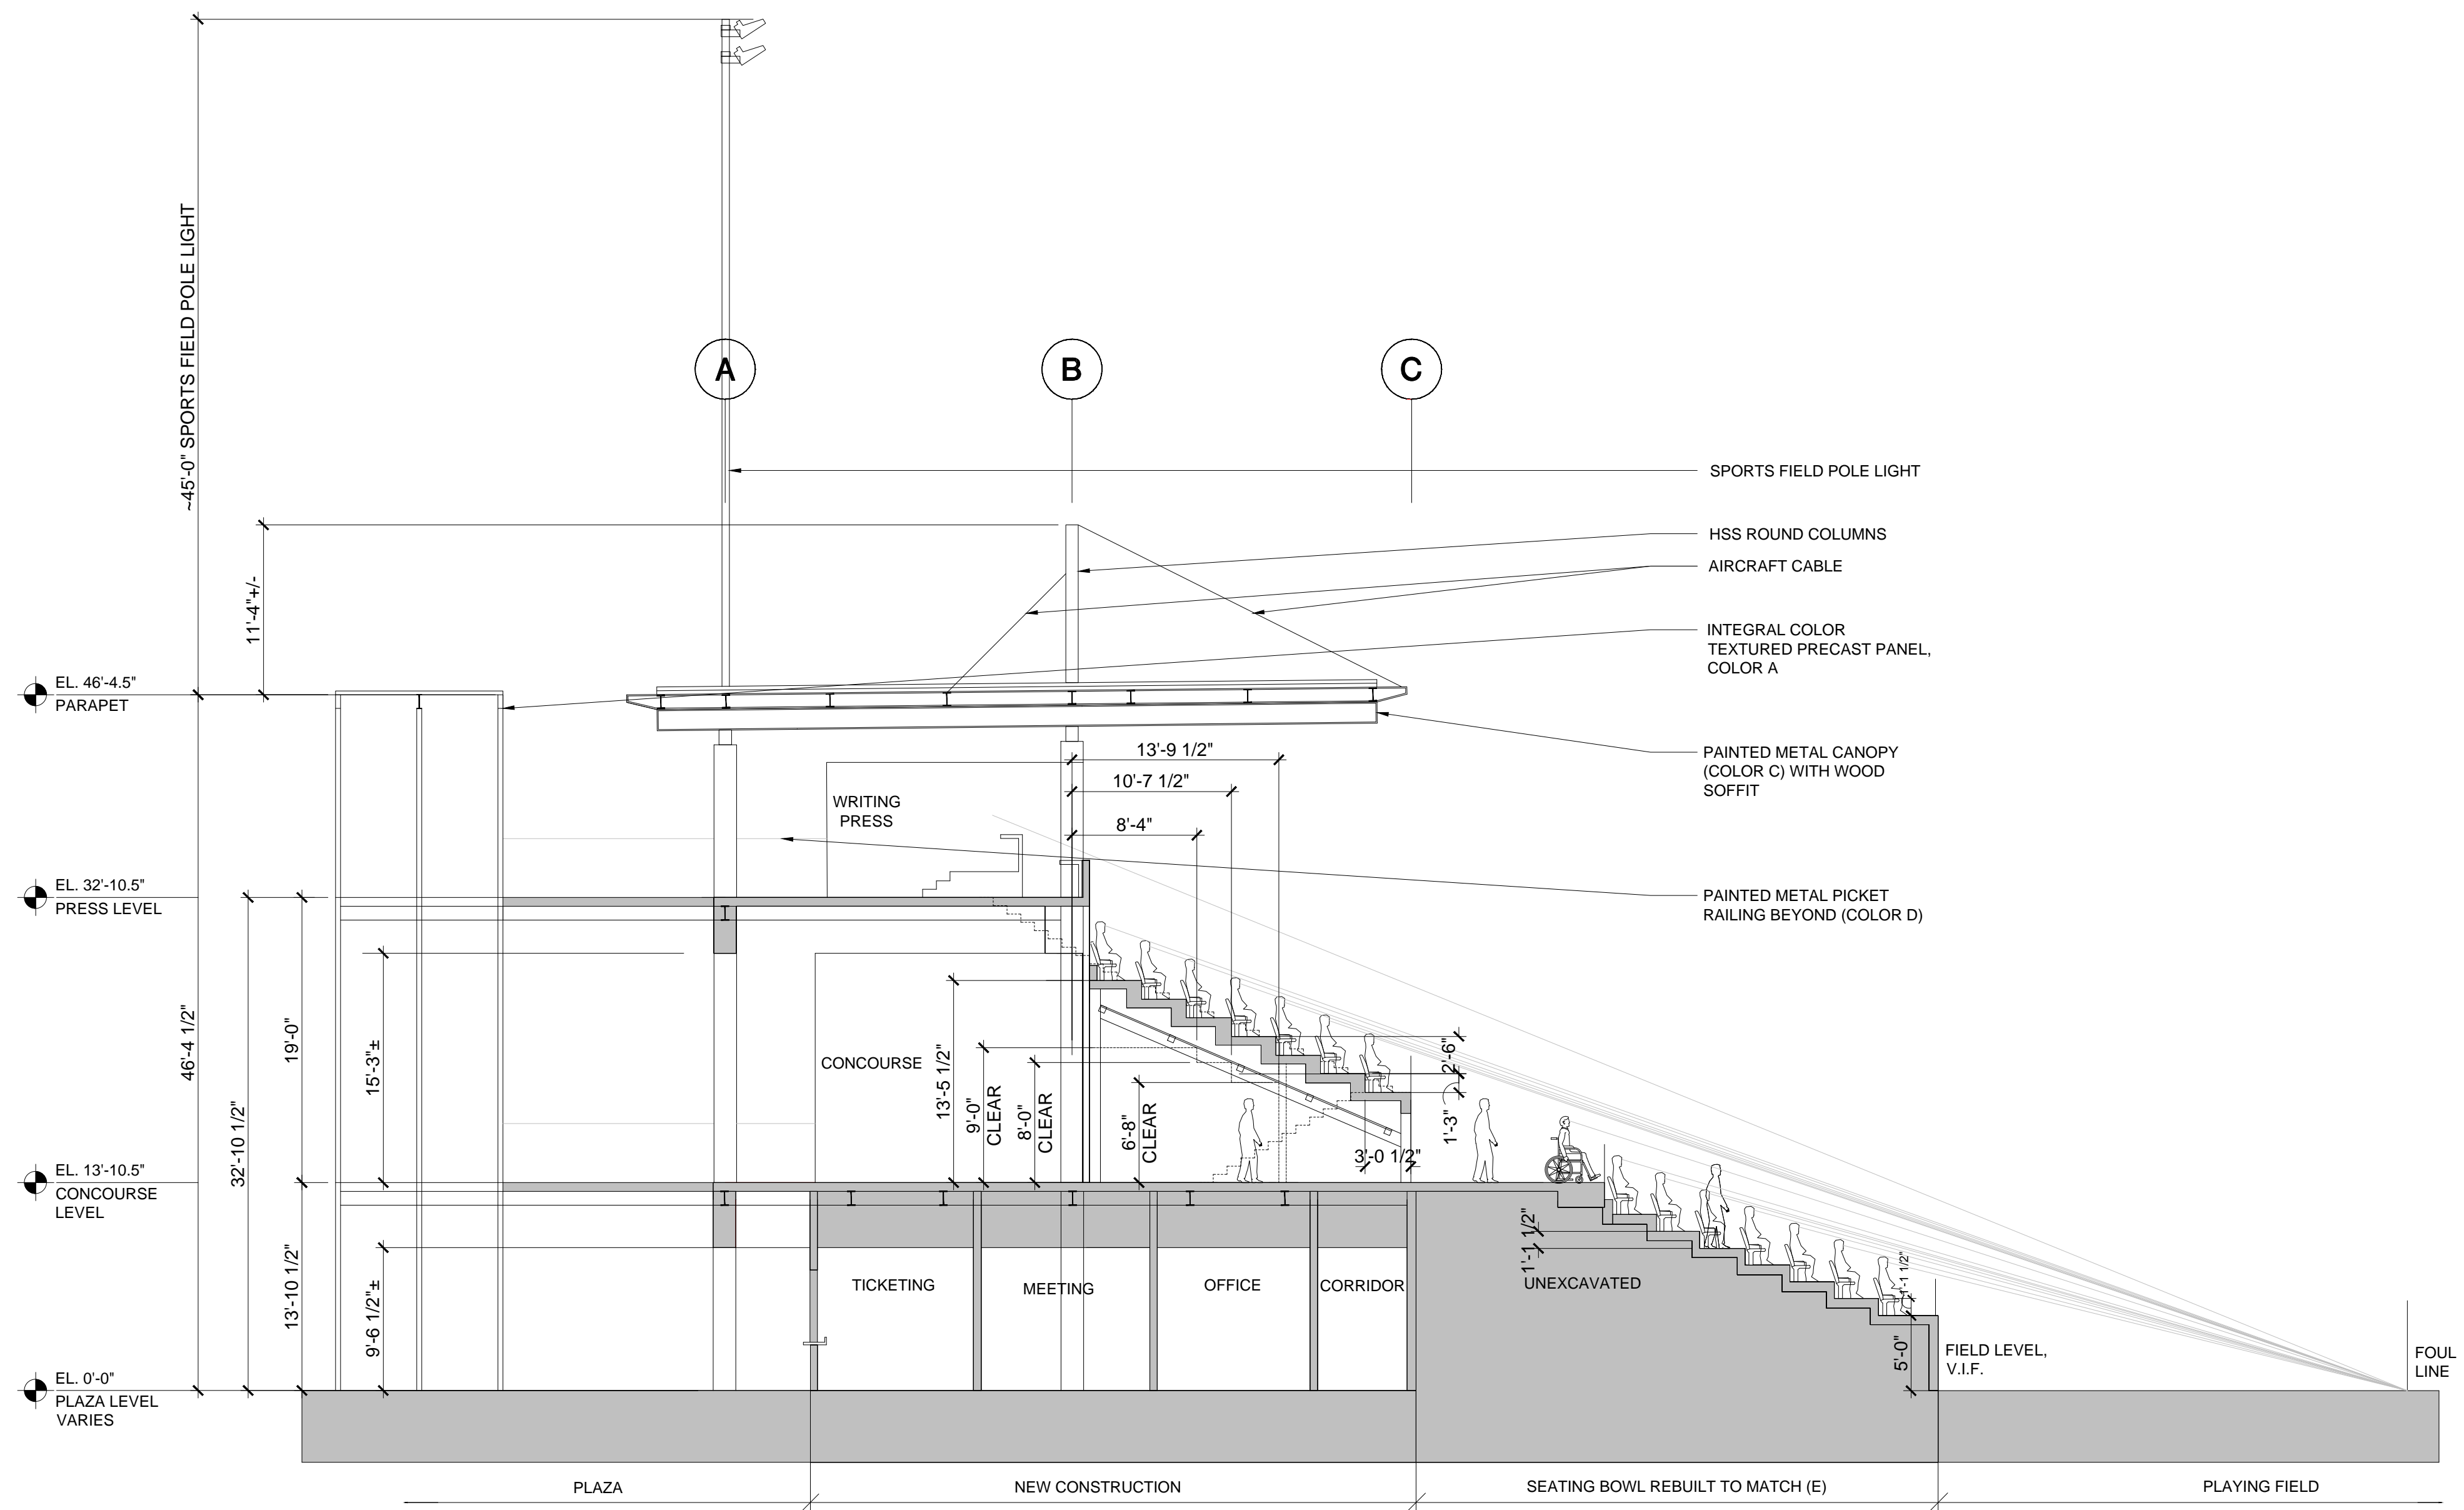 ~45'-0" SPORTS FIELD POLE LIGHT
A
B
C
SPORTS FIELD POLE LIGHT
HSS ROUND COLUMNS
AIRCRAFT CABLE
11'-4"+/-
INTEGRAL COLOR
TEXTURED PRECAST PANEL,
COLOR A
EL. 46'-4.5"
PARAPET
13'-9 1/2"
PAINTED METAL CANOPY
(COLOR C) WITH WOOD
SOFFIT
10'-7 1/2"
8'-4"
WRITING
PRESS
EL. 32'-10.5"
PRESS LEVEL
PAINTED METAL PICKET
RAILING BEYOND (COLOR D)
46'-4 1/2"
32'-10 1/2"
19'-0"
15'-3"±
CONCOURSE
13'-5 1/2"
9'-0"
CLEAR
8'-0"
CLEAR
6'-8"
CLEAR
2'-6"
1'-3"
3'-0 1/2"
EL. 13'-10.5"
CONCOURSE
LEVEL
13'-10 1/2"
9'-6 1/2"±
TICKETING
MEETING
OFFICE
CORRIDOR
1'-1 1/2"
UNEXCAVATED
1'-1 1/2"
5'-0"
FIELD LEVEL,
V.I.F.
FOUL
LINE
EL. 0'-0"
PLAZA LEVEL
VARIES
PLAZA
NEW CONSTRUCTION
SEATING BOWL REBUILT TO MATCH (E)
PLAYING FIELD